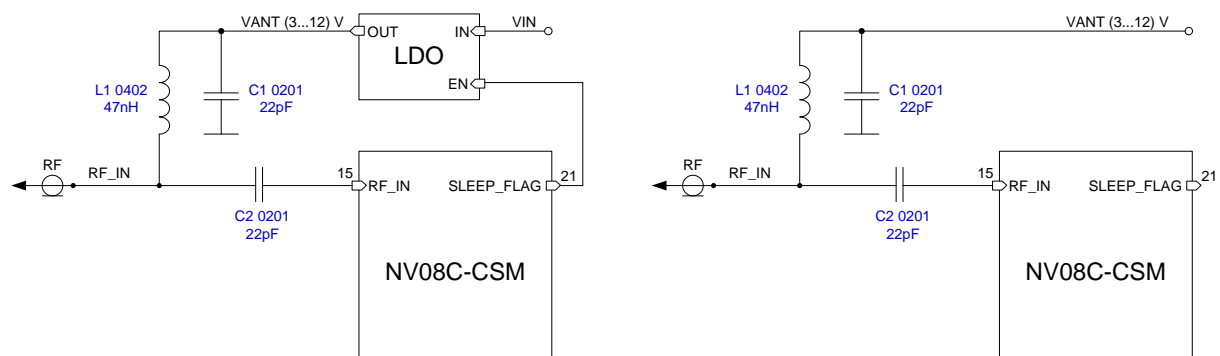 VANT (3...12) V
OUT
IN
VIN
LDO
EN
L1 0402
47nH
C1 0201
22pF
RF
RF_IN
15
RF_IN
SLEEP_FLAG
21
C2 0201
22pF
NV08C-CSM
VANT (3...12) V
L1 0402
47nH
C1 0201
22pF
RF
RF_IN
15
RF_IN
SLEEP_FLAG
21
C2 0201
22pF
NV08C-CSM